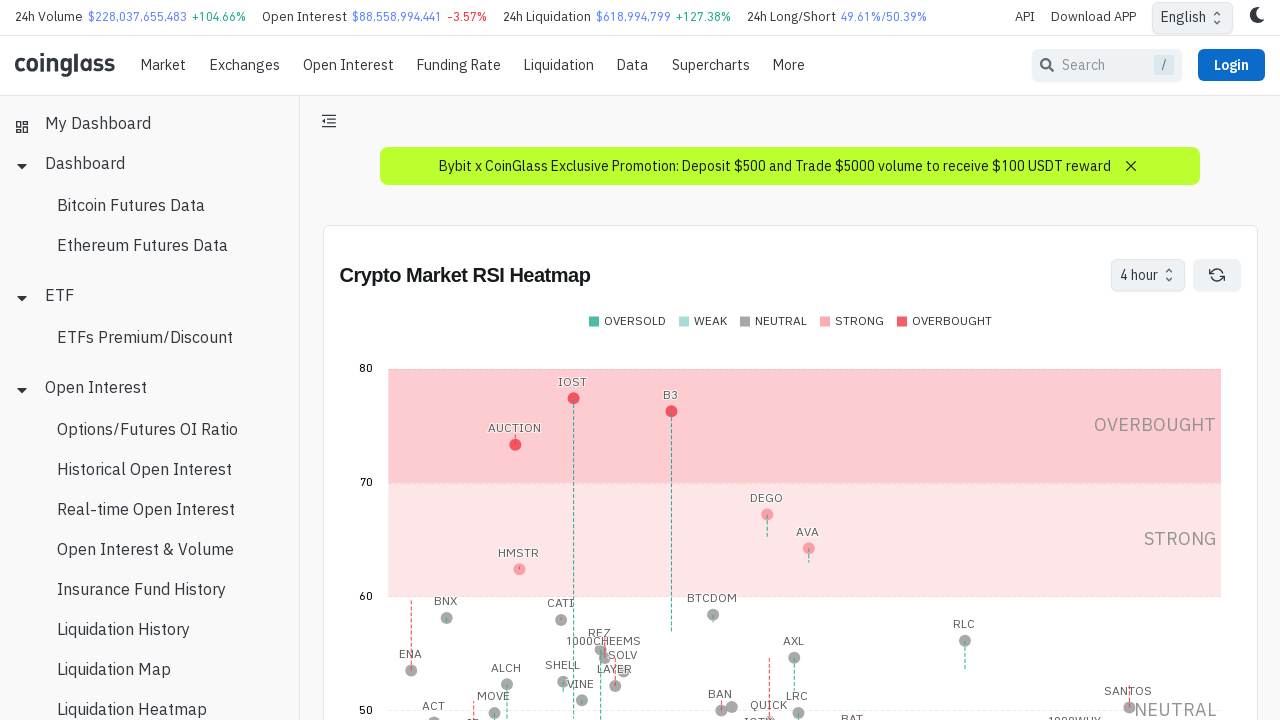 24h Volume $228,037,655,483 +104.66% Open Interest $88,558,994,441 -3.57% 24h Liquidation $618,994,799 +127.38% 24h Long/Short 49.61%/50.39% API Download APP English
coinglass Market Exchanges Open Interest Funding Rate Liquidation Data Supercharts More Search / Login
My Dashboard
Dashboard
Bitcoin Futures Data
Ethereum Futures Data
ETF
ETFs Premium/Discount
Open Interest
Options/Futures OI Ratio
Historical Open Interest
Real-time Open Interest
Open Interest & Volume
Insurance Fund History
Liquidation History
Liquidation Map
Liquidation Heatmap
Bybit x CoinGlass Exclusive Promotion: Deposit $500 and Trade $5000 volume to receive $100 USDT reward
Crypto Market RSI Heatmap 4 hour
OVERSOLD WEAK NEUTRAL STRONG OVERBOUGHT
80
IOST
B3
AUCTION
OVERBOUGHT
70
DEGO
AVA
STRONG
HMSTR
60
BNX
CATI
BTCDOM
RLC
REZ
1000CHEEMS
AXL
ENA
SOLV
SHELL
ALCH
LAYER
VINE
SANTOS
MOVE
BAN
LRC
ACT
QUICK
50
NEUTRAL
BAT
1000WHY